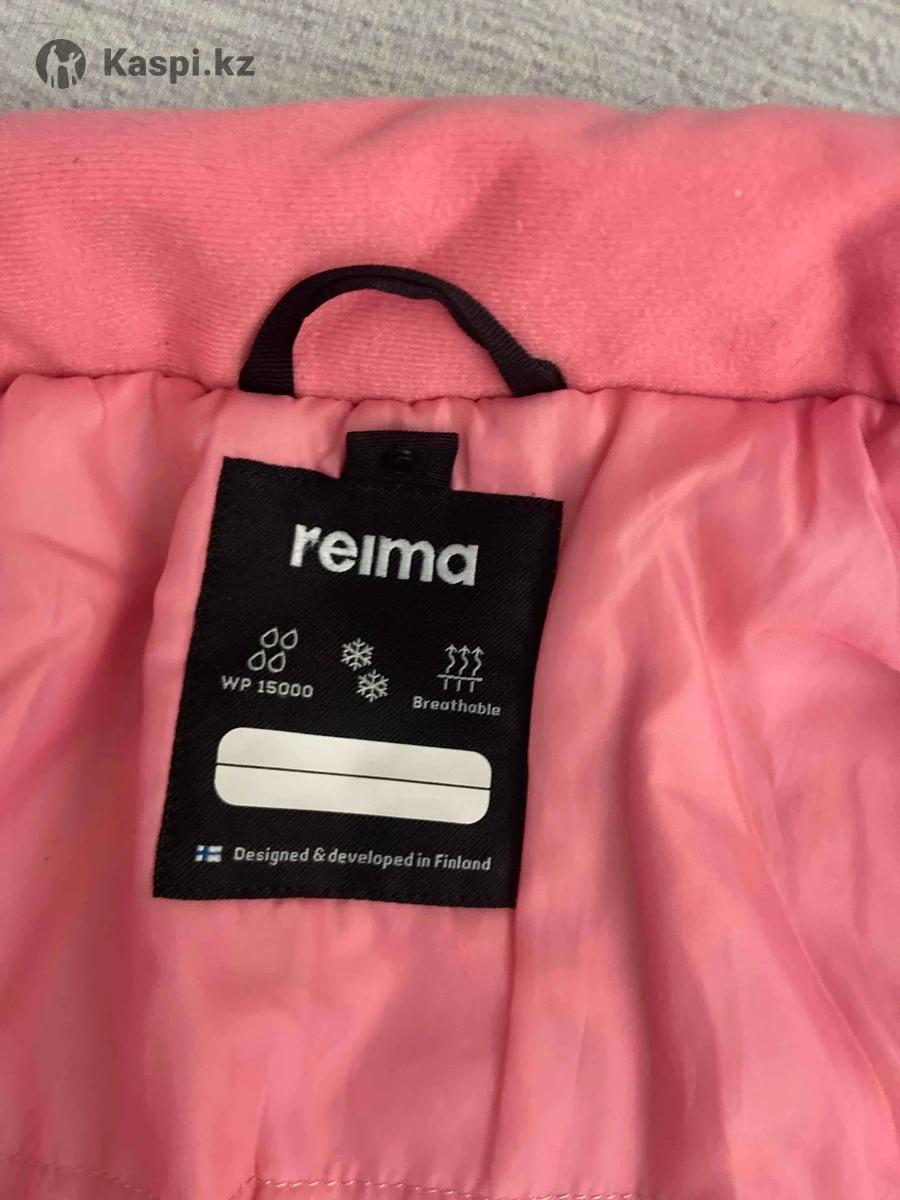 Kaspi.kz
reima
WP 15000
Breathable
Designed & developed in Finland